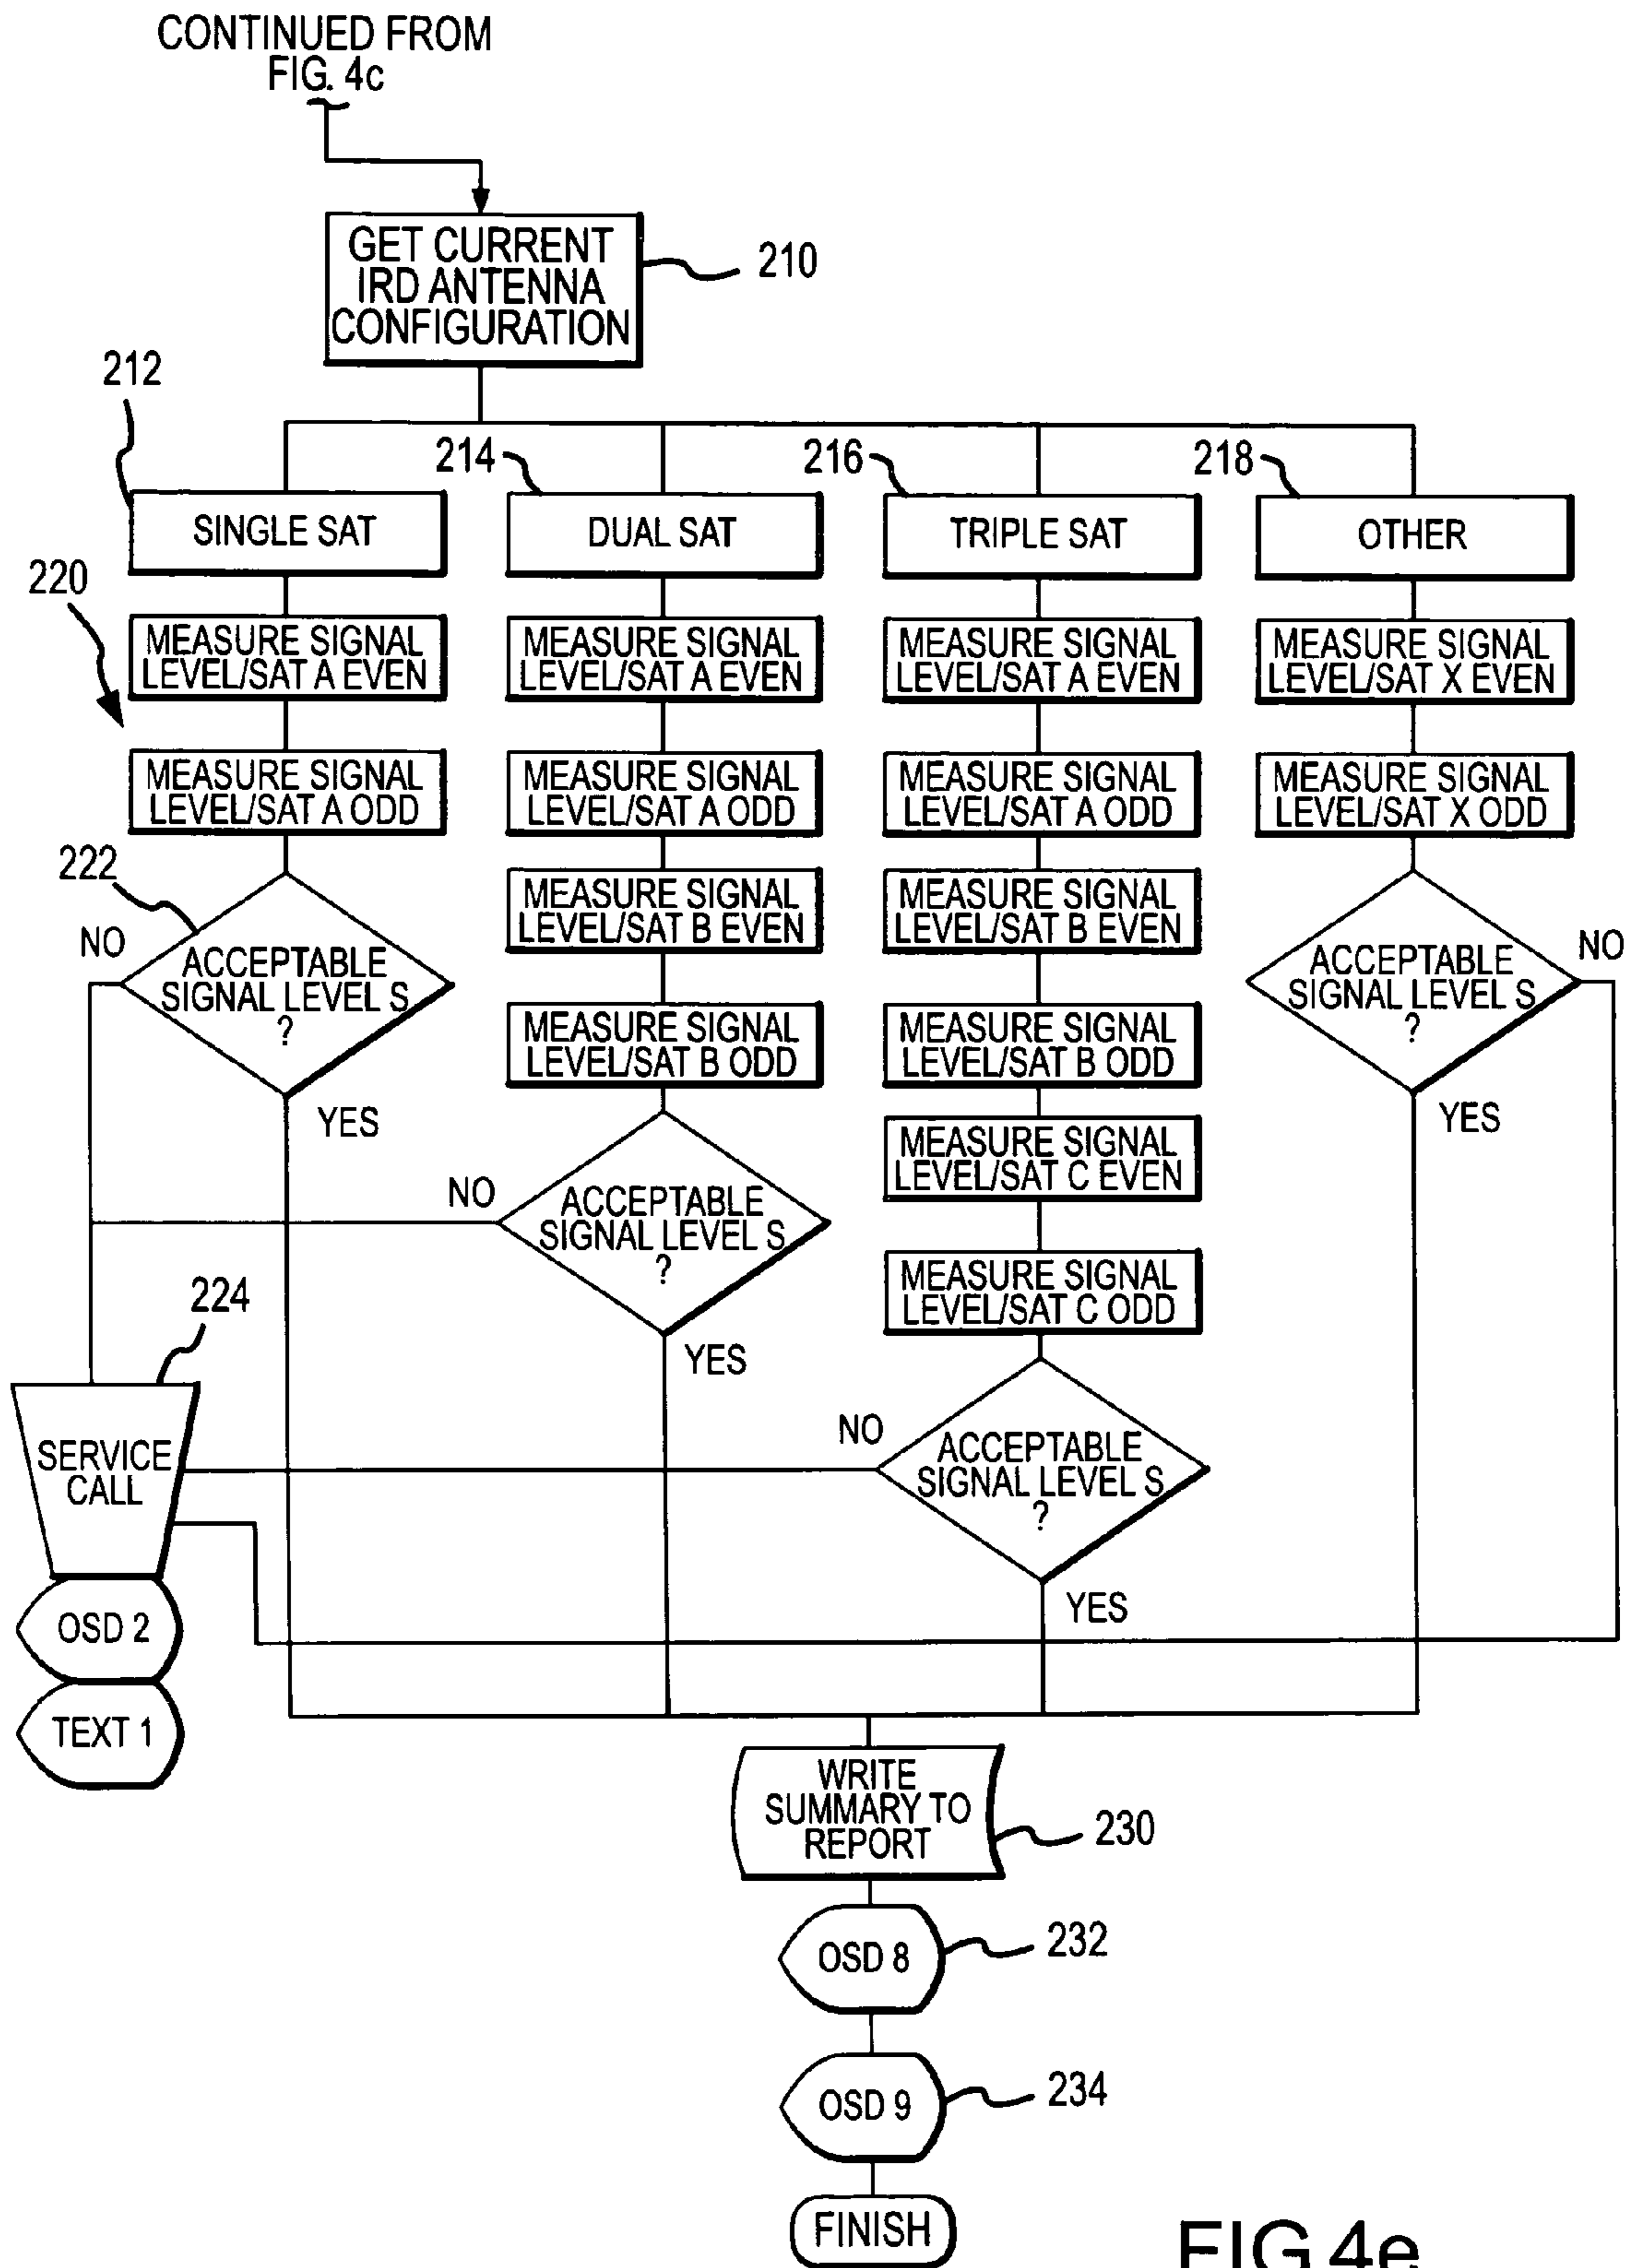 CONTINUED FROM
FIG. 4c
GET CURRENT
IRD ANTENNA
CONFIGURATION
210
212
214
216
218
SINGLE SAT
DUAL SAT
TRIPLE SAT
OTHER
220
MEASURE SIGNAL
LEVEL/SAT A EVEN
MEASURE SIGNAL
LEVEL/SAT A EVEN
MEASURE SIGNAL
LEVEL/SAT A EVEN
MEASURE SIGNAL
LEVEL/SAT X EVEN
MEASURE SIGNAL
LEVEL/SAT A ODD
MEASURE SIGNAL
LEVEL/SAT A ODD
MEASURE SIGNAL
LEVEL/SAT A ODD
MEASURE SIGNAL
LEVEL/SAT X ODD
222
NO
ACCEPTABLE
SIGNAL LEVEL S
?
YES
MEASURE SIGNAL
LEVEL/SAT B EVEN
MEASURE SIGNAL
LEVEL/SAT B EVEN
ACCEPTABLE
SIGNAL LEVEL S
?
NO
YES
MEASURE SIGNAL
LEVEL/SAT B ODD
MEASURE SIGNAL
LEVEL/SAT B ODD
MEASURE SIGNAL
LEVEL/SAT C EVEN
NO
ACCEPTABLE
SIGNAL LEVEL S
?
YES
MEASURE SIGNAL
LEVEL/SAT C ODD
224
SERVICE
CALL
NO
ACCEPTABLE
SIGNAL LEVEL S
?
YES
OSD 2
TEXT 1
WRITE
SUMMARY TO
REPORT
230
OSD 8
232
OSD 9
234
FINISH
FIG.4e